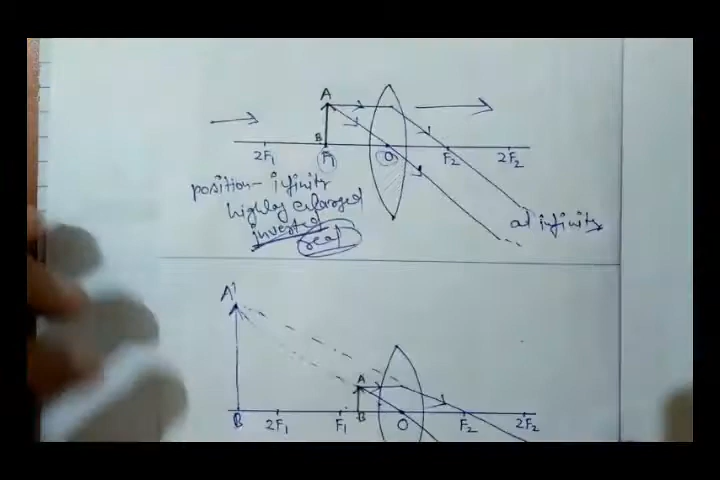 A
B
2F₁ F₁ O F₂ 2F₂
position- infinity
highly enlarged
inverted
real
at infinity
A'
A
B 2F₁ F₁ B O F₂ 2F₂